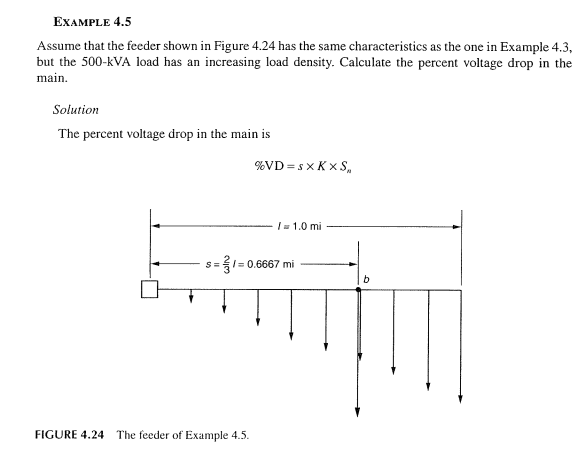 EXAMPLE 4.5
Assume that the feeder shown in Figure 4.24 has the same characteristics as the one in Example 4.3,
but the 500-kVA load has an increasing load density. Calculate the percent voltage drop in the
main.
Solution
The percent voltage drop in the main is
%VD = s × K × Sₙ
l = 1.0 mi
s = 2/3 l = 0.6667 mi
b
FIGURE 4.24 The feeder of Example 4.5.